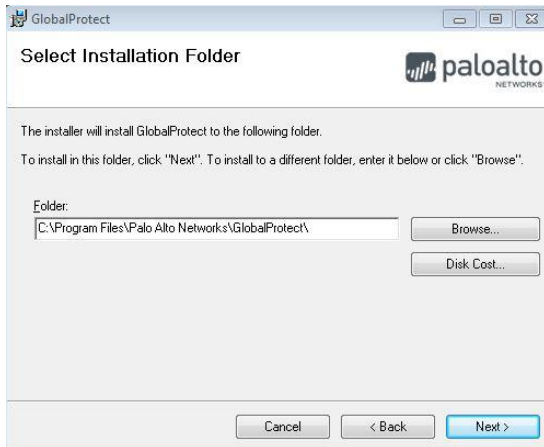 GlobalProtect
Select Installation Folder
paloalto
NETWORKS
The installer will install GlobalProtect to the following folder.
To install in this folder, click "Next". To install to a different folder, enter it below or click "Browse".
Folder:
C:\Program Files\Palo Alto Networks\GlobalProtect\
Browse...
Disk Cost...
Cancel
< Back
Next >